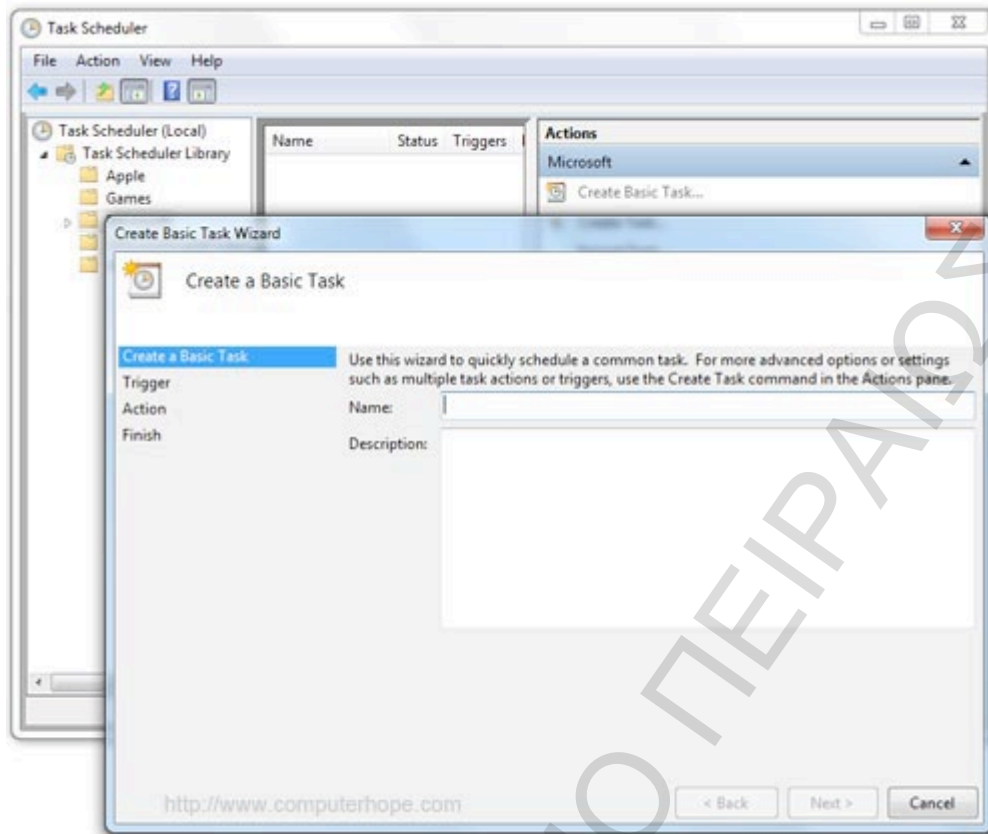 Task Scheduler
File Action View Help
Task Scheduler (Local)
Task Scheduler Library
Apple
Games
Name Status Triggers
Actions
Microsoft
Create Basic Task...
Create Basic Task Wizard
Create a Basic Task
Create a Basic Task
Trigger
Action
Finish
Use this wizard to quickly schedule a common task. For more advanced options or settings
such as multiple task actions or triggers, use the Create Task command in the Actions pane.
Name:
Description:
http://www.computerhope.com
< Back Next > Cancel
Ο ΠΕΙΡΑΙΩΣ